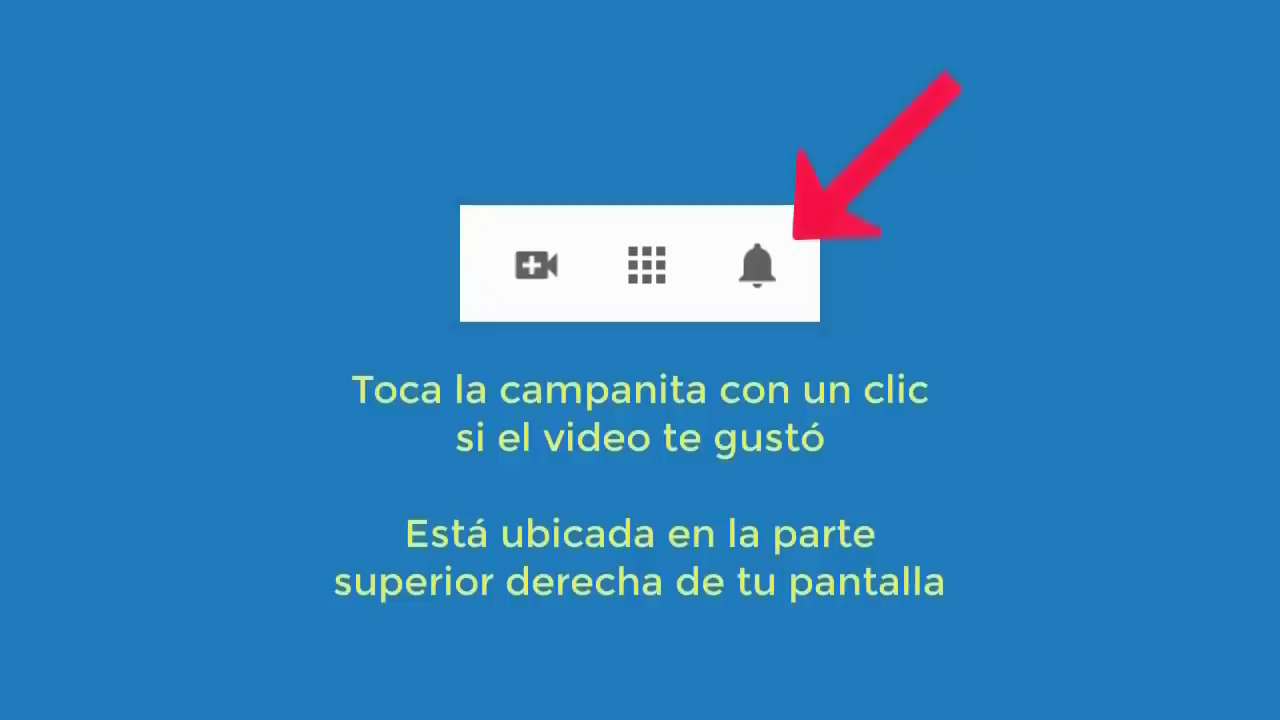 Toca la campanita con un clic
si el video te gustó
Está ubicada en la parte
superior derecha de tu pantalla